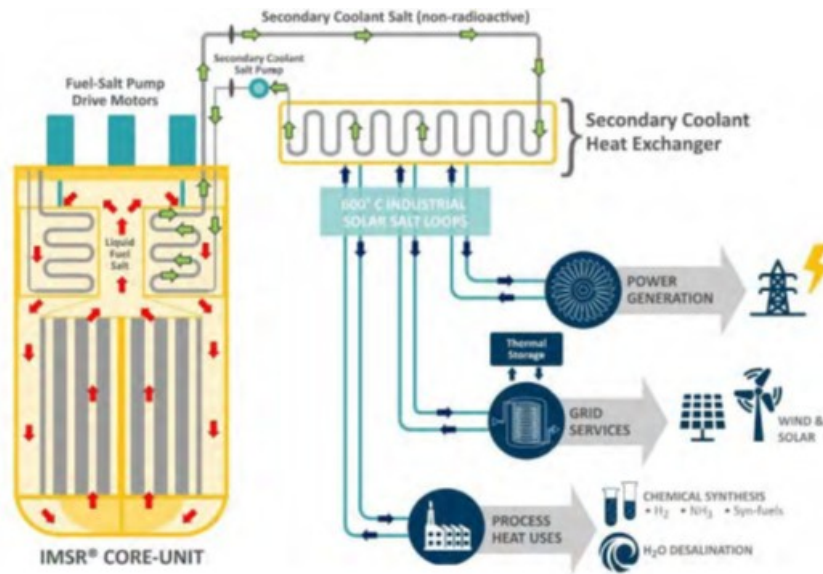 Secondary Coolant Salt (non-radioactive)
Secondary Coolant
Salt Pump
Fuel-Salt Pump
Drive Motors
Secondary Coolant
Heat Exchanger
600° C INDUSTRIAL
SOLAR SALT LOOPS
Liquid
Fuel
Salt
POWER
GENERATION
Thermal
Storage
GRID
SERVICES
WIND &
SOLAR
PROCESS
HEAT USES
CHEMICAL SYNTHESIS
• H₂ • NH₃ • Syn-fuels
H₂O DESALINATION
IMSR® CORE-UNIT